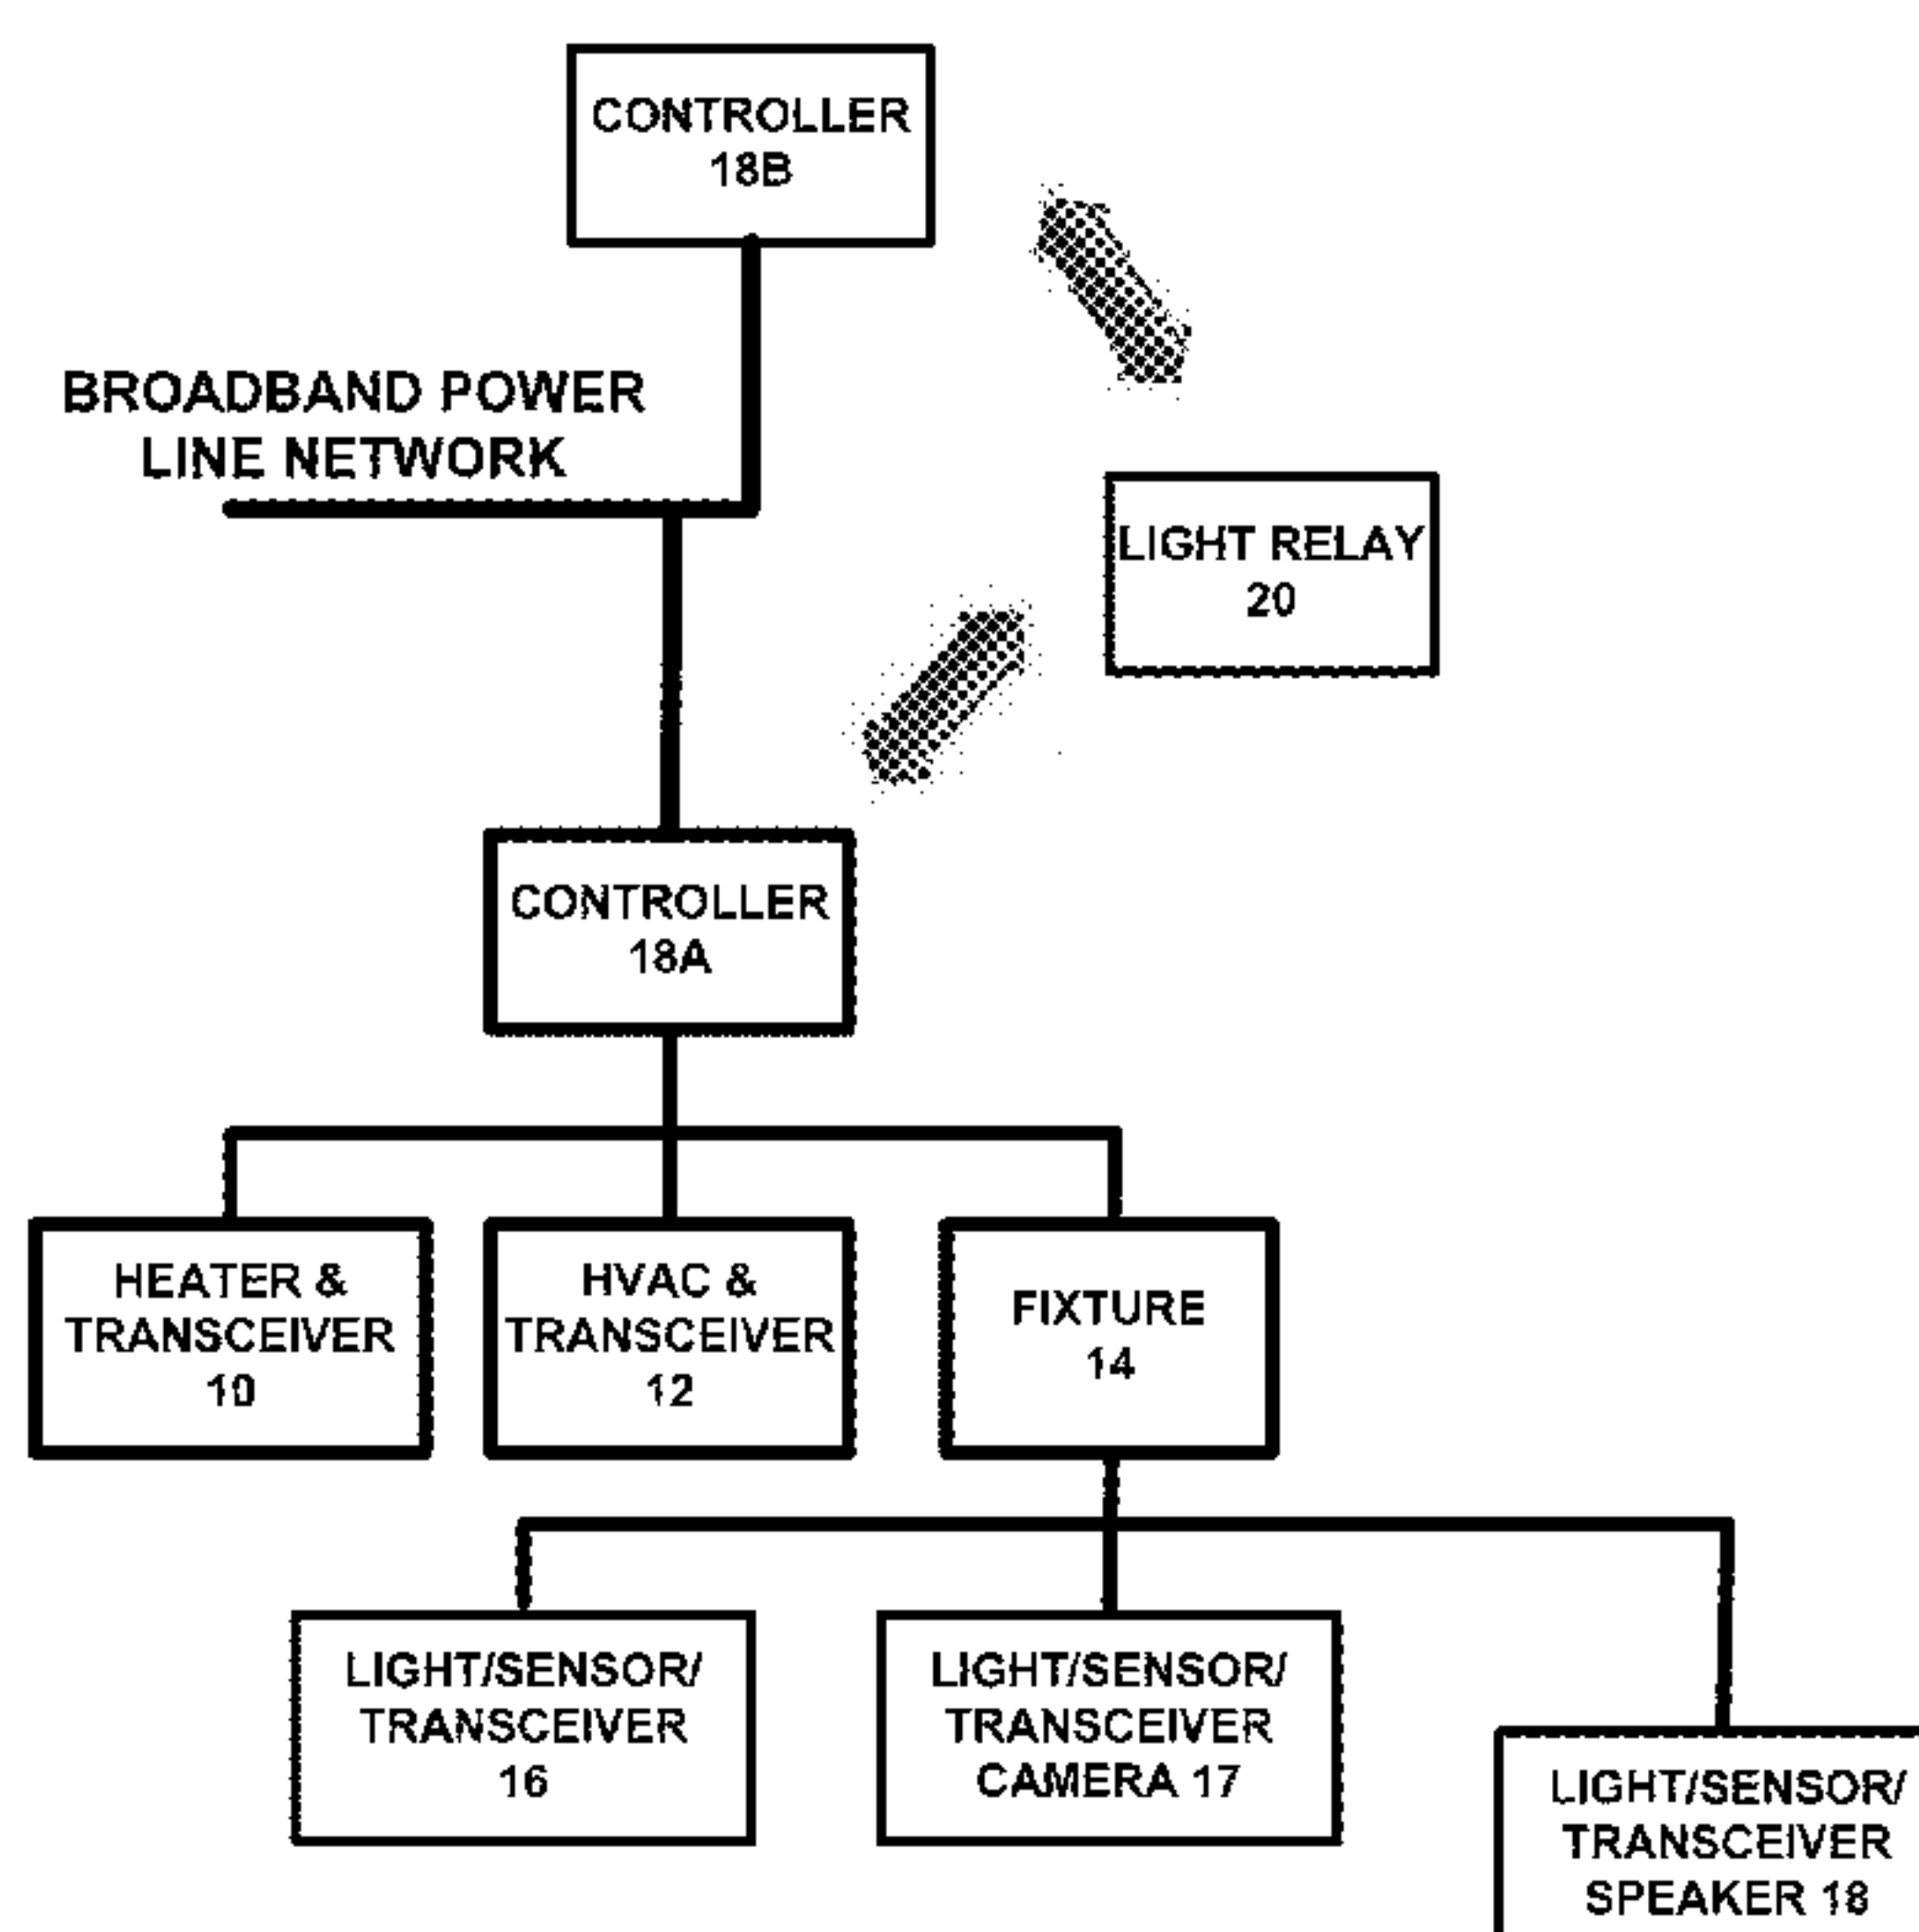 CONTROLLER
18B
BROADBAND POWER
LINE NETWORK
LIGHT RELAY
20
CONTROLLER
18A
HEATER &
TRANSCEIVER
10
HVAC &
TRANSCEIVER
12
FIXTURE
14
LIGHT/SENSOR/
TRANSCEIVER
16
LIGHT/SENSOR/
TRANSCEIVER
CAMERA 17
LIGHT/SENSOR/
TRANSCEIVER
SPEAKER 18